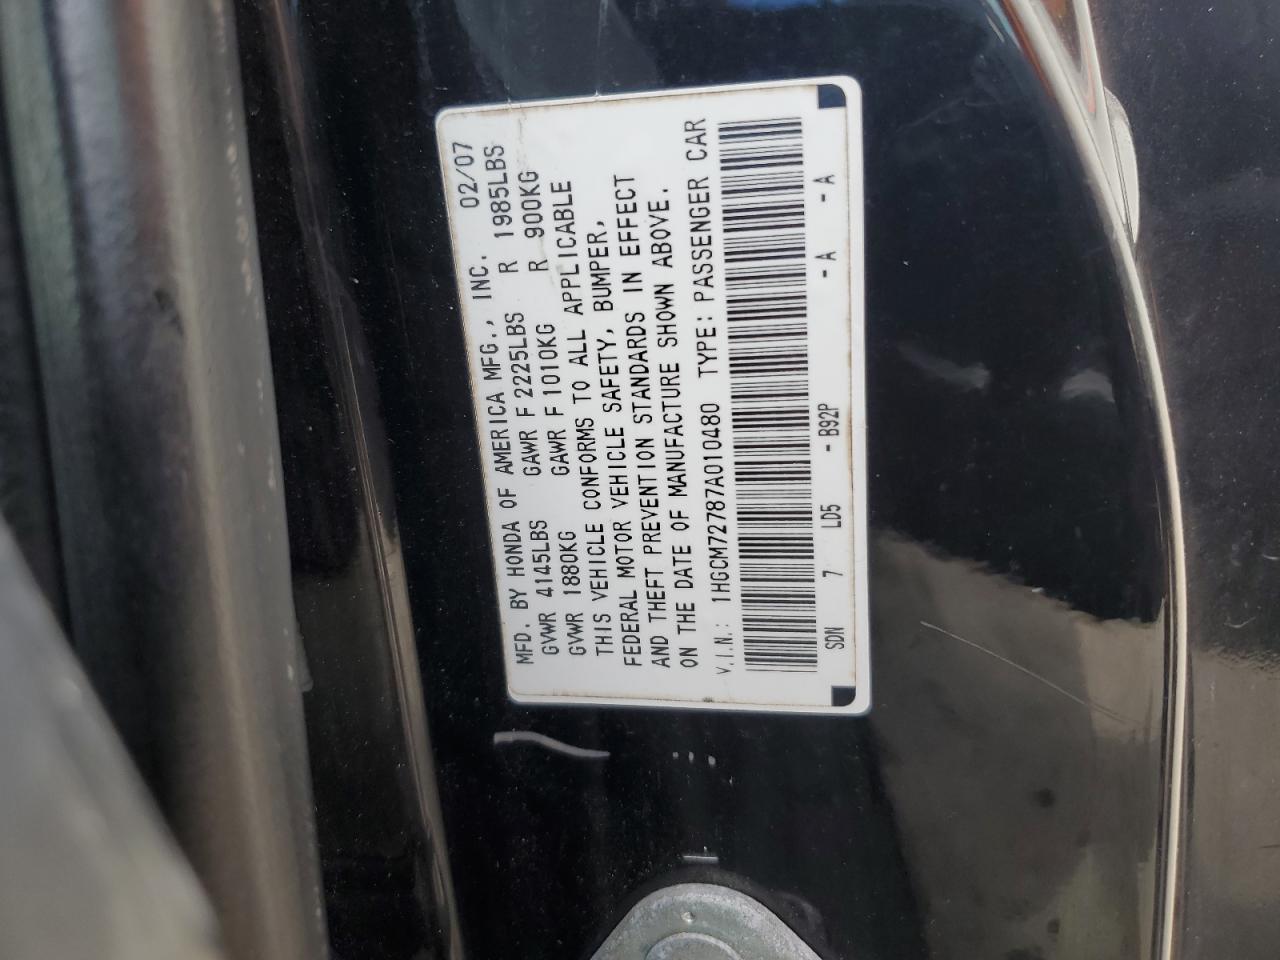 MFD. BY HONDA OF AMERICA MFG., INC. 02/07
GVWR 4145LBS GAWR F 2225LBS R 1985LBS
GVWR 1880KG GAWR F 1010KG R 900KG
THIS VEHICLE CONFORMS TO ALL APPLICABLE
FEDERAL MOTOR VEHICLE SAFETY, BUMPER,
AND THEFT PREVENTION STANDARDS IN EFFECT
ON THE DATE OF MANUFACTURE SHOWN ABOVE.
V.I.N.: 1HGCM72787A010480 TYPE: PASSENGER CAR
SDN 7 LD5 - B92P - A - A